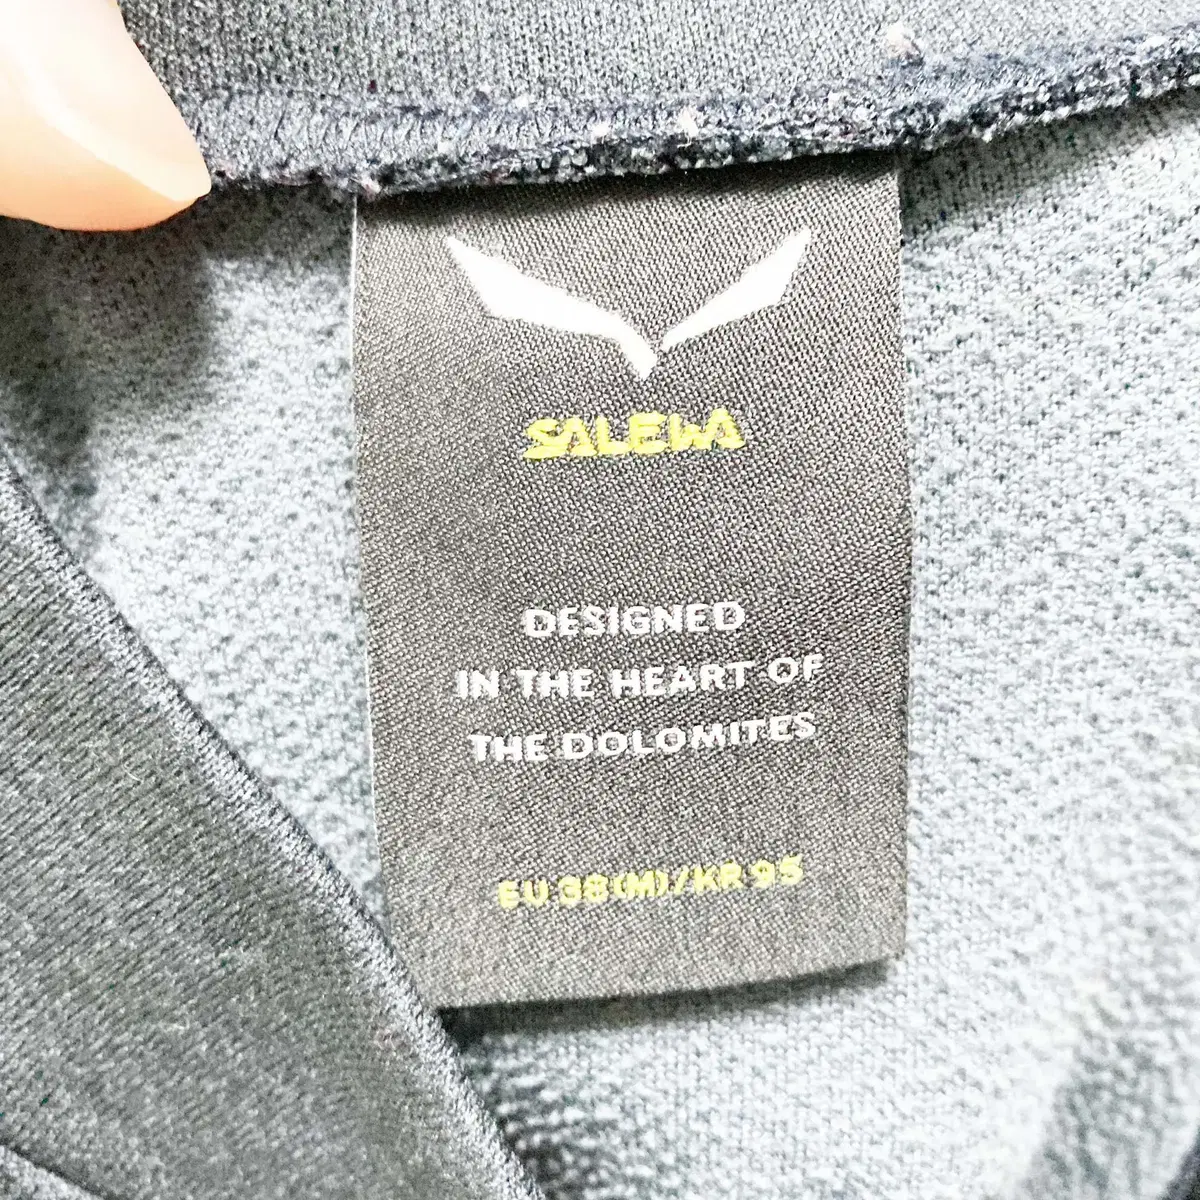 SALEWA
DESIGNED
IN THE HEART OF
THE DOLOMITES
EU 38(M)/KR 95